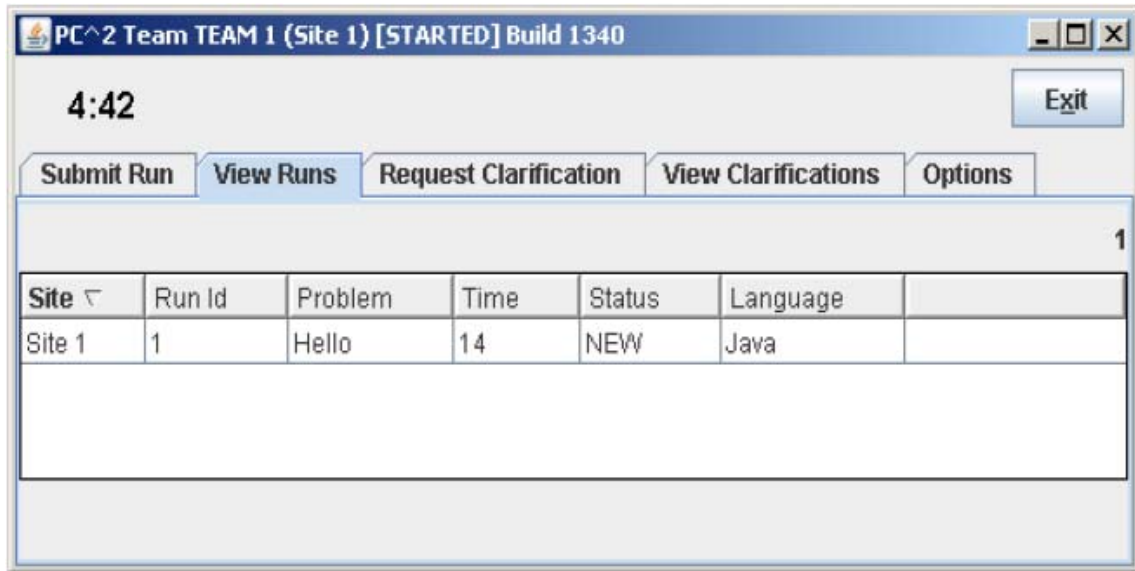 PC^2 Team TEAM 1 (Site 1) [STARTED] Build 1340
4:42 Exit
Submit Run View Runs Request Clarification View Clarifications Options
1
Site Run Id Problem Time Status Language
Site 1 1 Hello 14 NEW Java